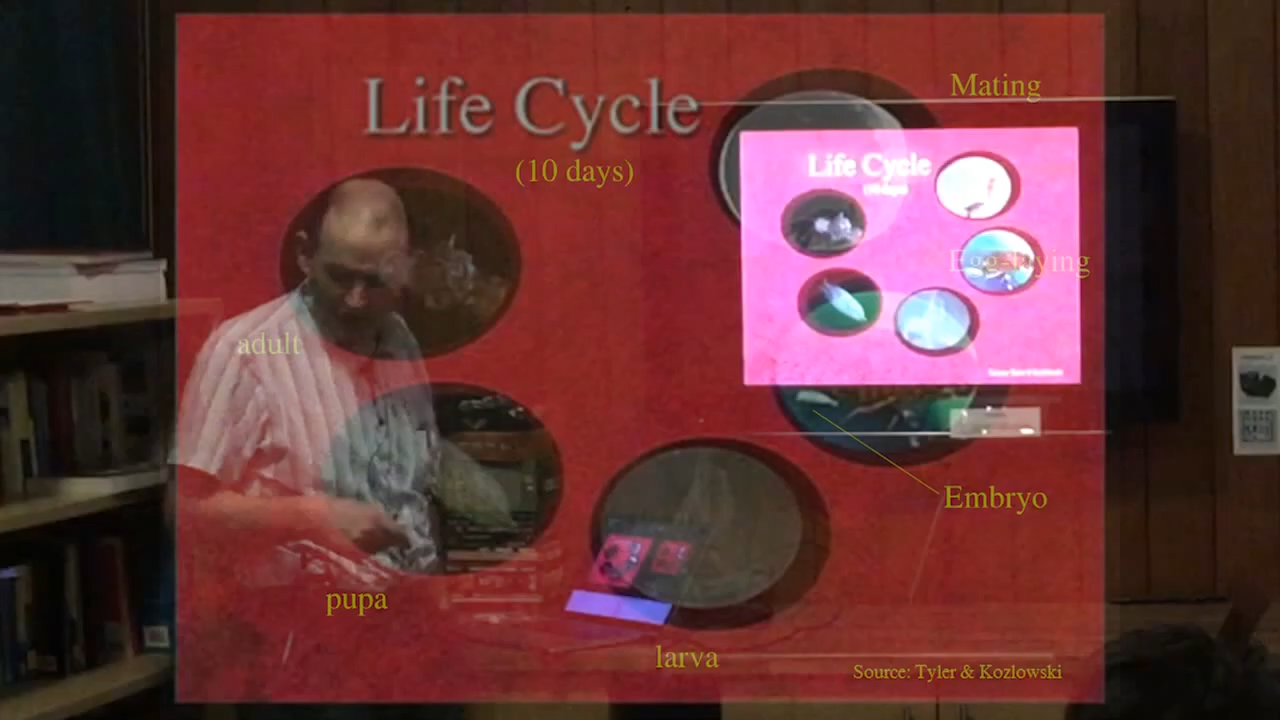 Life Cycle
(10 days)
Mating
Life Cycle
Egg-laying
adult
Embryo
pupa
larva
Source: Tyler & Kozlowski